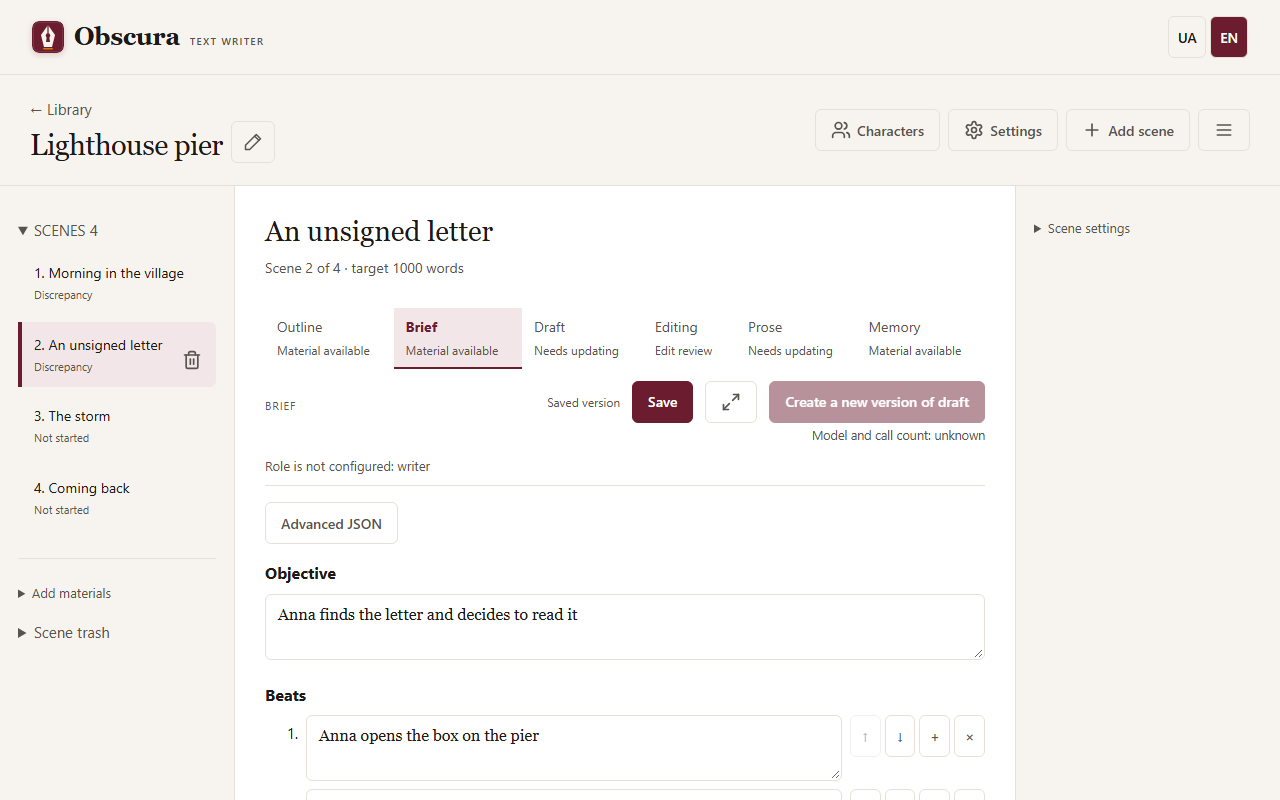 Obscura TEXT WRITER
UA EN
← Library
Lighthouse pier
Characters Settings + Add scene
▼ SCENES 4
1. Morning in the village
Discrepancy
2. An unsigned letter
Discrepancy
3. The storm
Not started
4. Coming back
Not started
▶ Add materials
▶ Scene trash
An unsigned letter
Scene 2 of 4 · target 1000 words
Outline Brief Draft Editing Prose Memory
Material available Material available Needs updating Edit review Needs updating Material available
BRIEF Saved version Save Create a new version of draft
Model and call count: unknown
Role is not configured: writer
Advanced JSON
Objective
Anna finds the letter and decides to read it
Beats
1. Anna opens the box on the pier ↑ ↓ + ×
▶ Scene settings